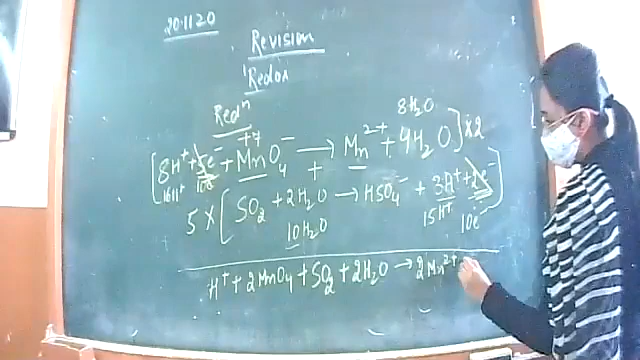 20.11.20
Revision
Redox
Redⁿ
8H₂O
[8H⁺ + 5e⁻ + MnO₄⁻ → Mn²⁺ + 4H₂O] × 2
+7
16H⁺ 10e⁻
+
5 × [SO₂ + 2H₂O → HSO₄⁻ + 3H⁺ + 2e⁻]
10H₂O 15H⁺ 10e⁻
H⁺ + 2MnO₄ + SO₂ + 2H₂O → 2Mn²⁺